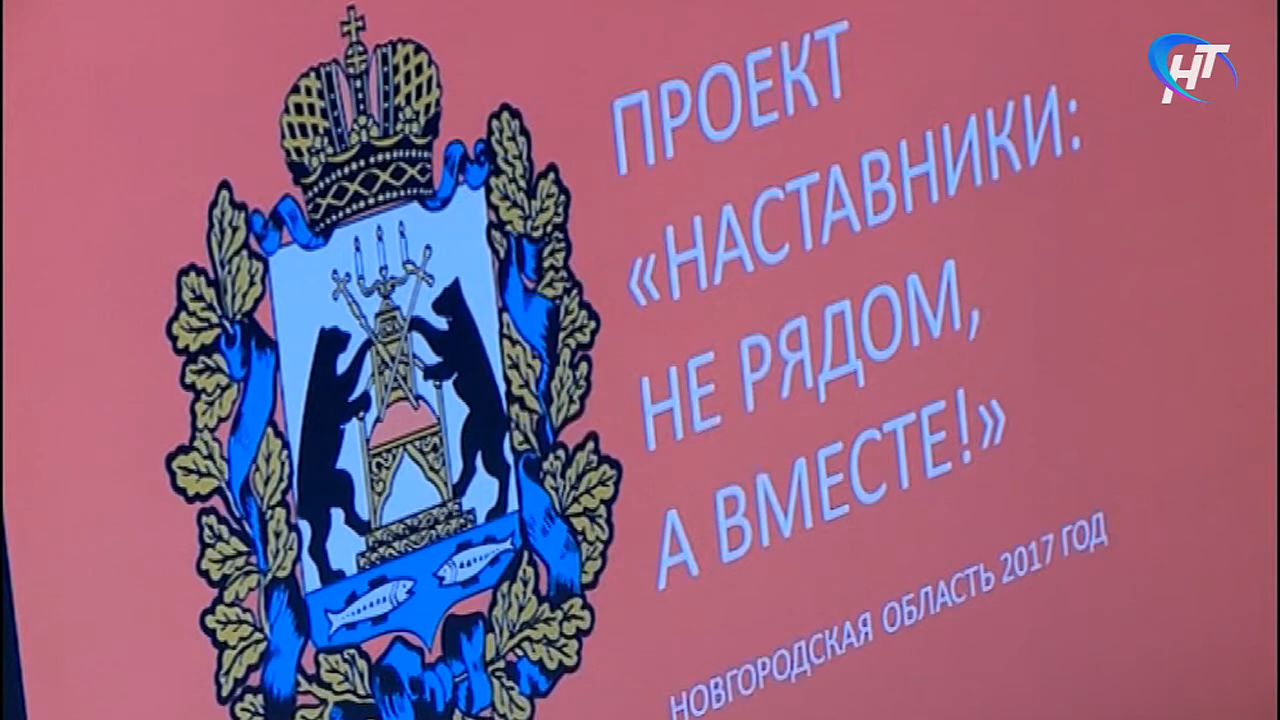 НТ
ПРОЕКТ
«НАСТАВНИКИ:
НЕ РЯДОМ,
А ВМЕСТЕ!»
НОВГОРОДСКАЯ ОБЛАСТЬ 2017 ГОД